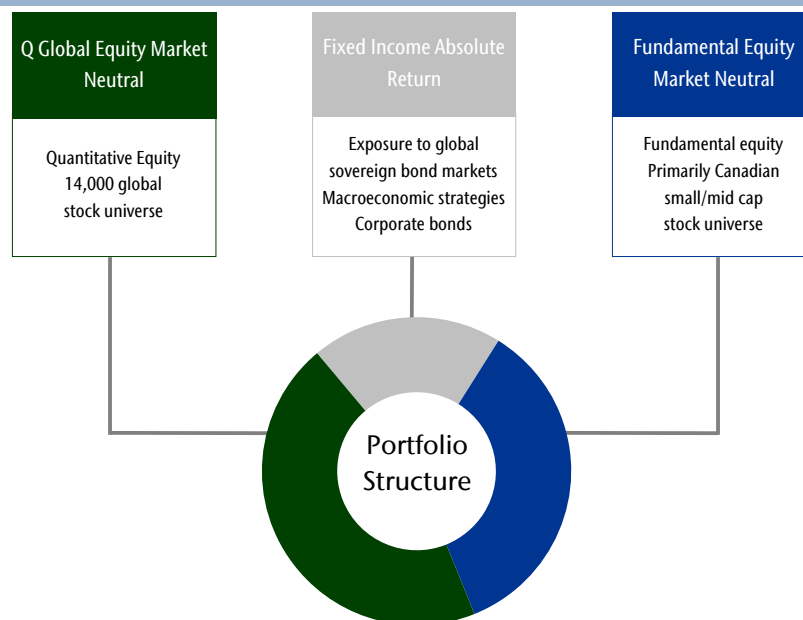 Q Global Equity Market
Neutral
Quantitative Equity
14,000 global
stock universe
Fixed Income Absolute
Return
Exposure to global
sovereign bond markets
Macroeconomic strategies
Corporate bonds
Fundamental Equity
Market Neutral
Fundamental equity
Primarily Canadian
small/mid cap
stock universe
Portfolio
Structure